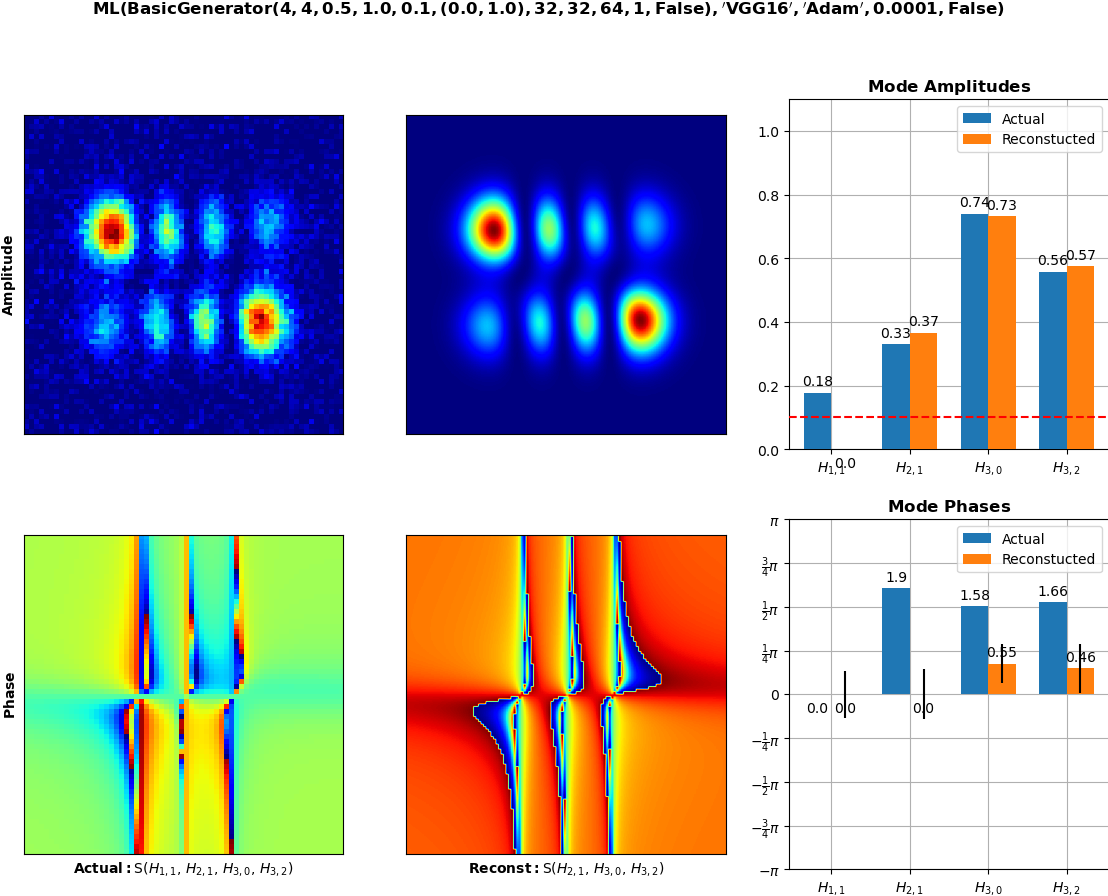 ML(BasicGenerator(4, 4, 0.5, 1.0, 0.1, (0.0, 1.0), 32, 32, 64, 1, False), ′VGG16′, ′Adam′, 0.0001, False)
Amplitude
Mode Amplitudes
Actual
Reconstucted
1.0
0.8
0.6
0.4
0.2
0.0
0.18
0.0
0.33
0.37
0.74
0.73
0.56
0.57
H1,1
H2,1
H3,0
H3,2
Phase
Actual: S(H1,1, H2,1, H3,0, H3,2)
Reconst: S(H2,1, H3,0, H3,2)
Mode Phases
Actual
Reconstucted
π
3/4π
1/2π
1/4π
0
−1/4π
−1/2π
−3/4π
−π
0.0
0.0
1.9
0.0
1.58
0.55
1.66
0.46
H1,1
H2,1
H3,0
H3,2